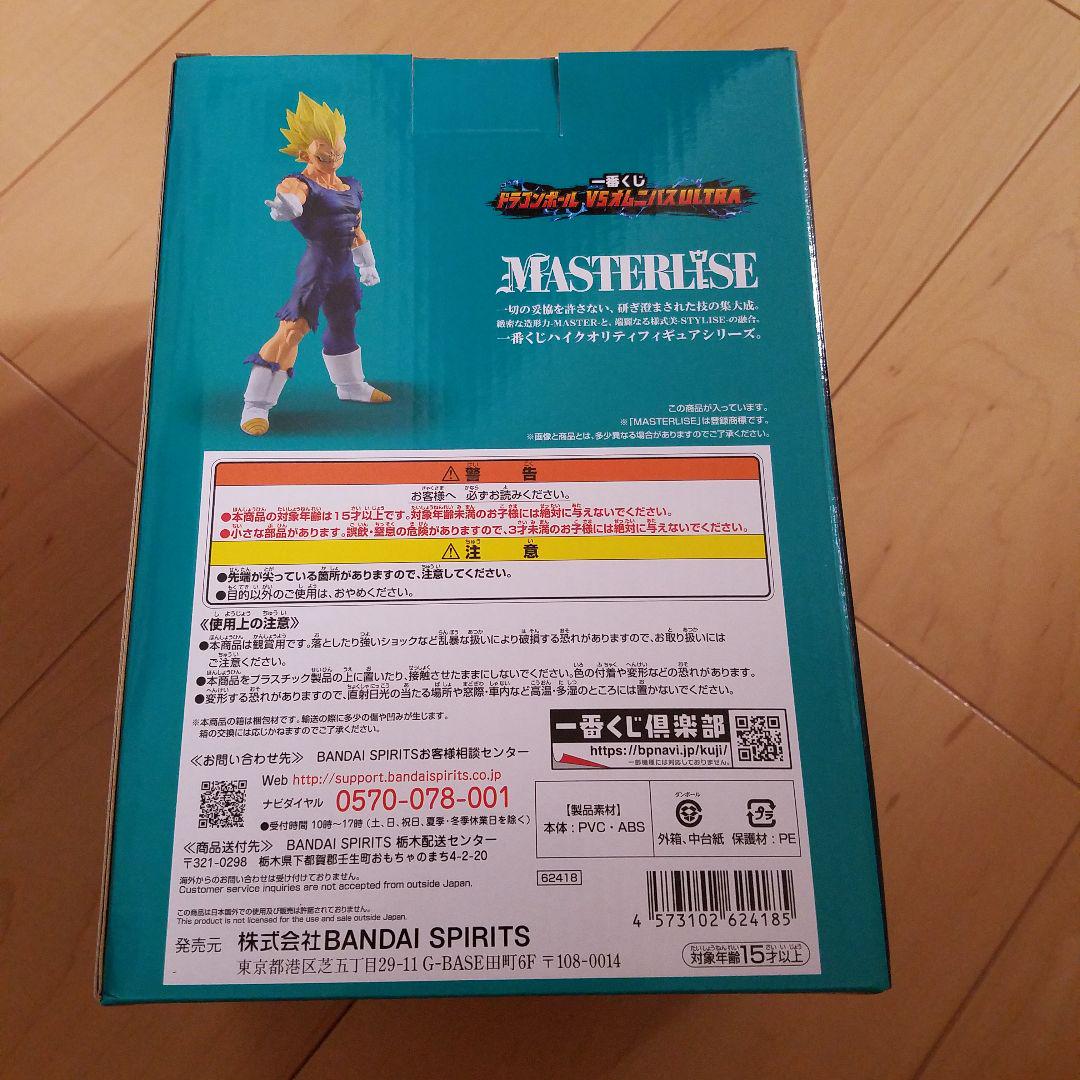 一番くじ
ドラゴンボール VSオムニバスULTRA
MASTERLISE
一切の妥協を許さない、研ぎ澄まされた技の集大成。
緻密な造形力-MASTER-と、端麗なる様式美-STYLISE-の融合。
一番くじハイクオリティフィギュアシリーズ。
この商品が入っています。
※「MASTERLISE」は登録商標です。
※画像と商品とは、多少異なる場合がありますのでご了承ください。
⚠警告
お客様へ 必ずお読みください。
●本商品の対象年齢は15才以上です。対象年齢未満のお子様には絶対に与えないでください。
●小さな部品があります。誤飲・窒息の危険がありますので、3才未満のお子様には絶対に与えないでください。
⚠注意
●先端が尖っている箇所がありますので、注意してください。
●目的以外のご使用は、おやめください。
《使用上の注意》
●本商品は観賞用です。落としたり強いショックなど乱暴な扱いにより破損する恐れがありますので、お取り扱いには
ご注意ください。
●本商品をプラスチック製品の上に置いたり、接触させたままにしないでください。色の付着や変形などの恐れがあります。
●変形する恐れがありますので、直射日光の当たる場所や窓際・車内など高温・多湿のところには置かないでください。
※本商品の箱は梱包材です。輸送の際に多少の傷や凹みが生じます。
箱の交換には応じかねますのでご了承ください。
一番くじ倶楽部
https://bpnavi.jp/kuji/
一部機種には対応しておりません。
≪お問い合わせ先≫ BANDAI SPIRITSお客様相談センター
Web http://support.bandaispirits.co.jp
ナビダイヤル 0570-078-001
●受付時間 10時〜17時（土、日、祝日、夏季・冬季休業日を除く）
≪商品送付先≫ BANDAI SPIRITS 栃木配送センター
〒321-0298 栃木県下都賀郡壬生町おもちゃのまち4-2-20
海外からのお問い合わせは受け付けておりません。
Customer service inquiries are not accepted from outside Japan.
【製品素材】
本体：PVC・ABS
ダンボール
外箱、中台紙
プラ
保護材：PE
62418
4 573102 624185
この商品は日本国外での使用及び販売は許諾されておりません。
This product is not licensed for the use and sale outside Japan.
発売元 株式会社BANDAI SPIRITS
東京都港区芝五丁目29-11 G-BASE田町6F 〒108-0014
対象年齢15才以上